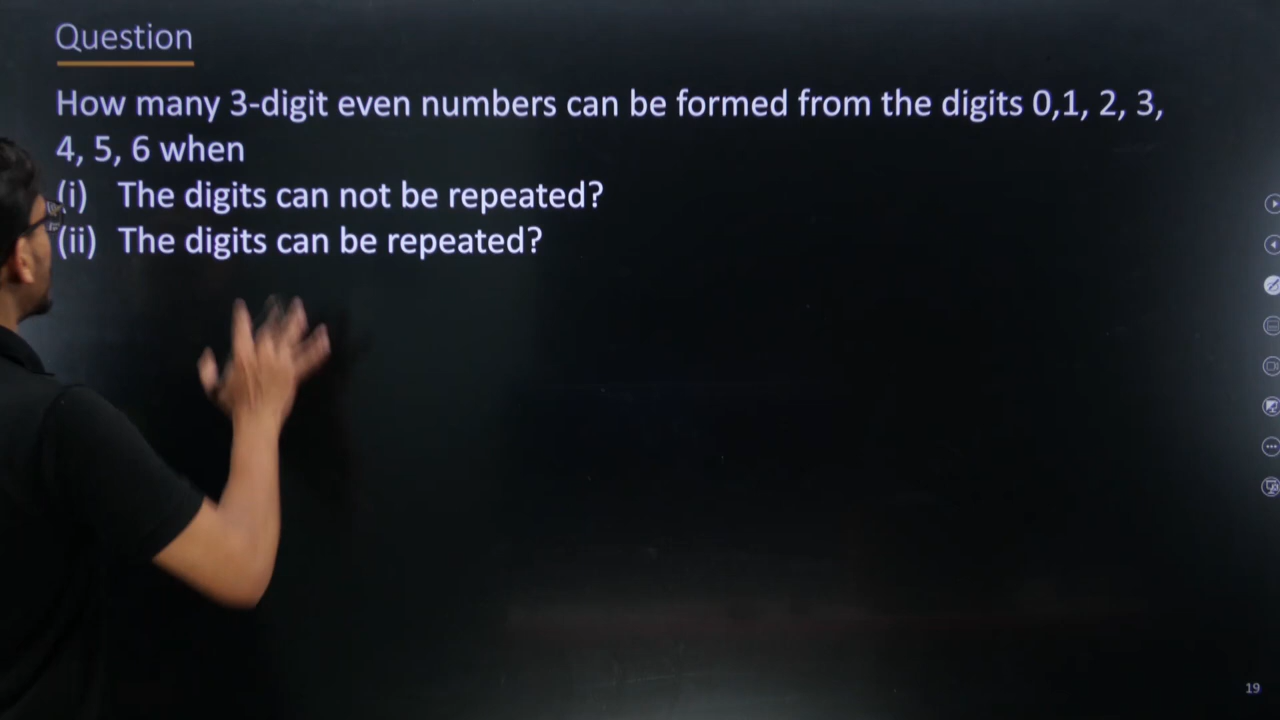 Question
How many 3-digit even numbers can be formed from the digits 0,1, 2, 3,
4, 5, 6 when
(i) The digits can not be repeated?
(ii) The digits can be repeated?
19